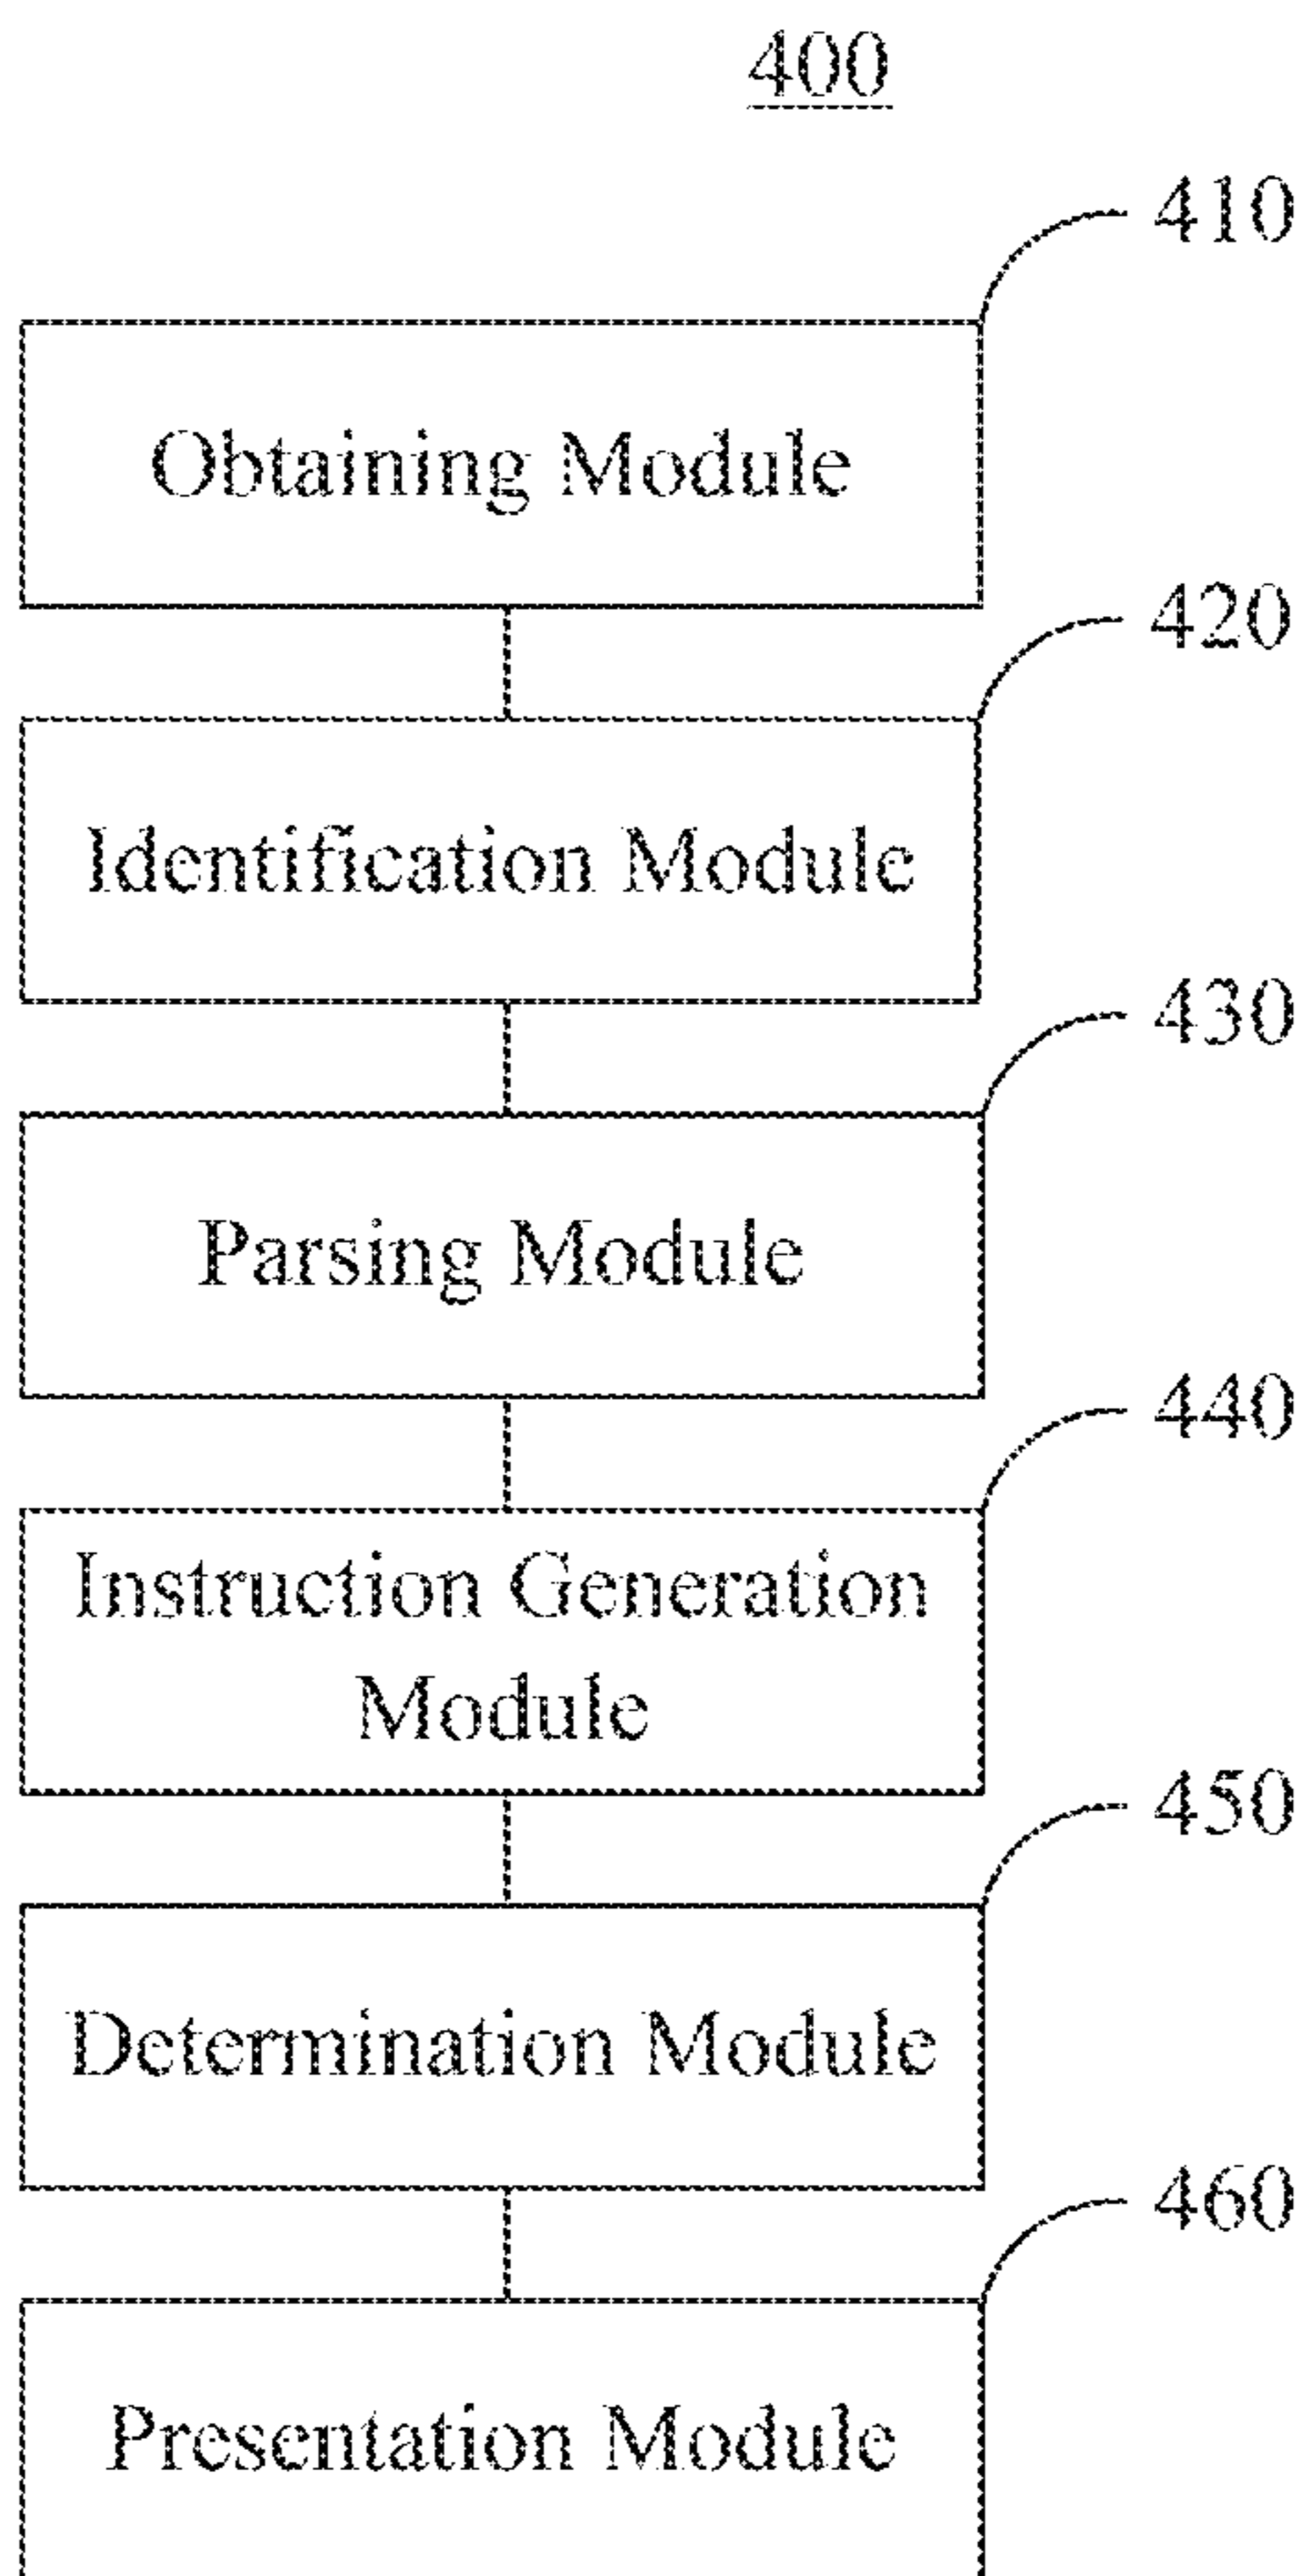 400
410
Obtaining Module
420
Identification Module
430
Parsing Module
440
Instruction Generation
Module
450
Determination Module
460
Presentation Module